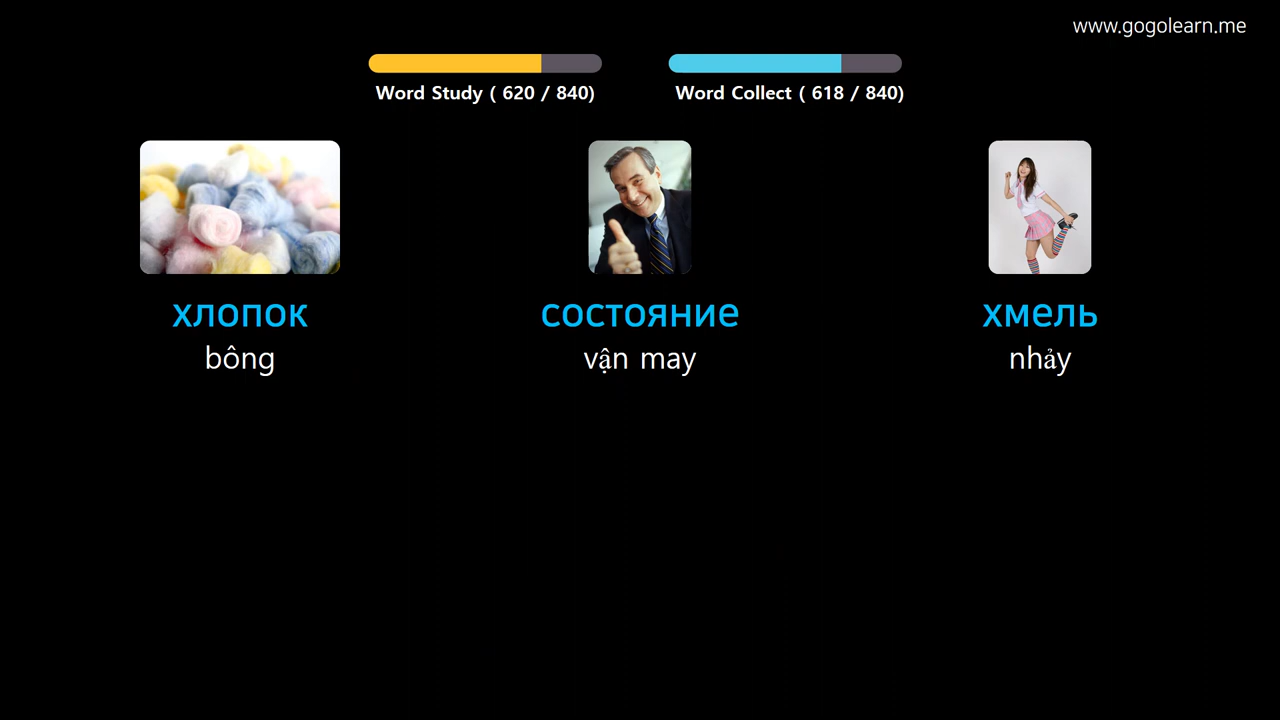 www.gogolearn.me
Word Study ( 620 / 840)
Word Collect ( 618 / 840)
хлопок
состояние
хмель
bông
vận may
nhảy